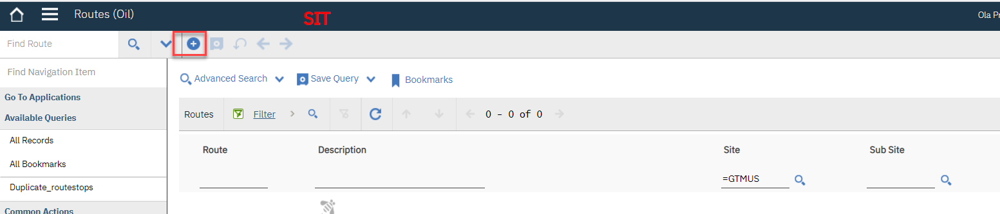 Routes (Oil)
SIT
Ola Pr
Find Route
Find Navigation Item
Advanced Search
Save Query
Bookmarks
Go To Applications
Available Queries
Routes
Filter
0 - 0 of 0
All Records
Route
Description
Site
Sub Site
All Bookmarks
=GTMUS
Duplicate_routestops
Common Actions